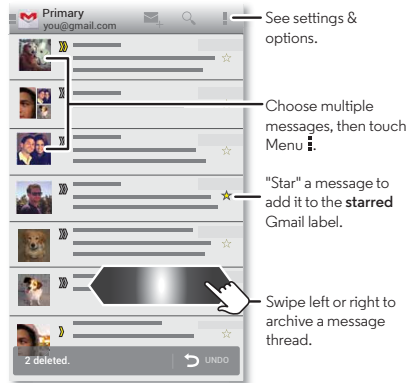 Primary
you@gmail.com
See settings &
options.
Choose multiple
messages, then touch
Menu .
"Star" a message to
add it to the starred
Gmail label.
Swipe left or right to
archive a message
thread.
2 deleted.
UNDO